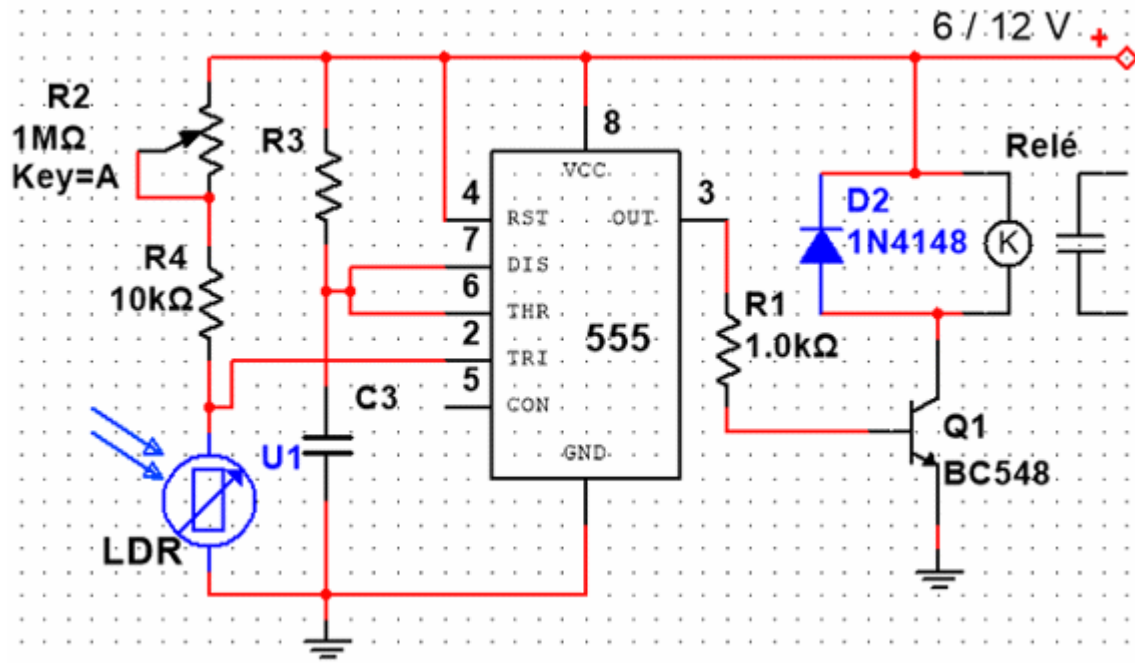 6 / 12 V +
R2
1MΩ
Key=A
R3
8
VCC
Relé
4
RST
OUT
3
D2
1N4148
K
7
DIS
R4
10kΩ
6
THR
555
R1
1.0kΩ
2
TRI
5
CON
C3
U1
GND
Q1
BC548
LDR